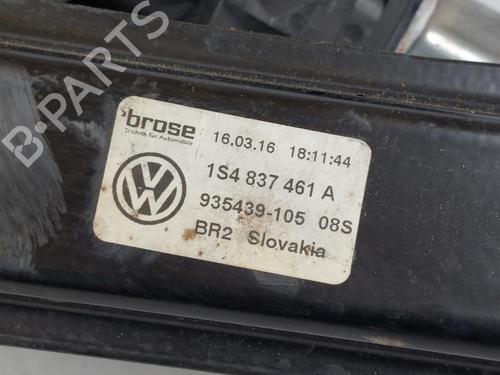 brose
Technik für Automobile
16.03.16 18:11:44
1S4 837 461 A
935439-105 08S
BR2 Slovakia
B-PARTS